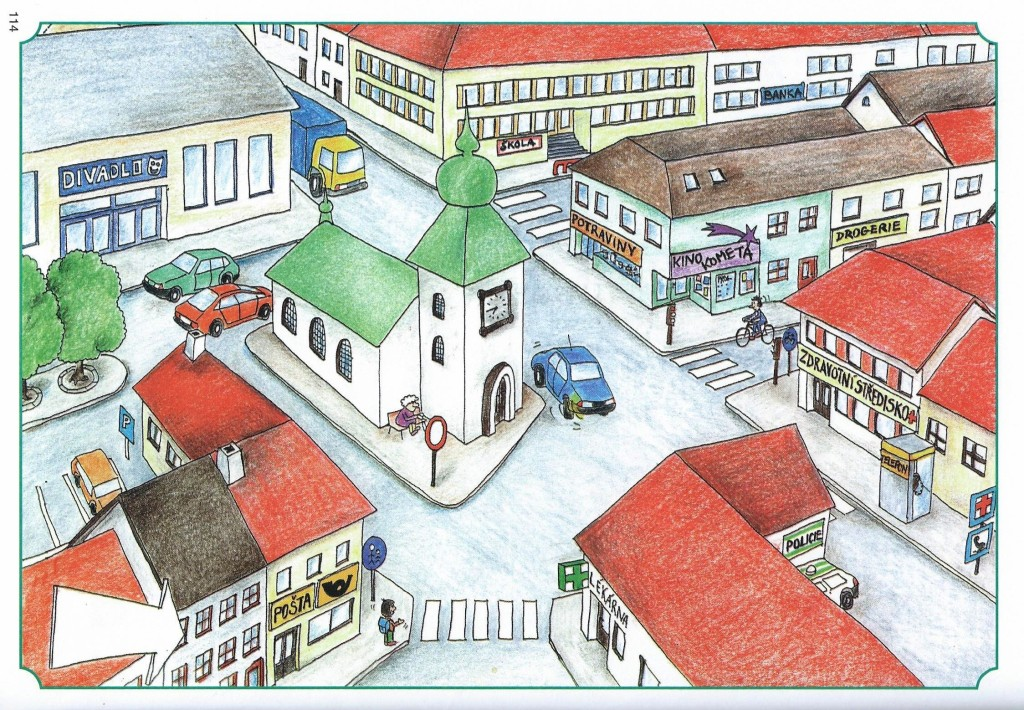 114
DIVADLO
ŠKOLA
BANKA
POTRAVINY
KINO KOMETA
DROGERIE
ZDRAVOTNÍ STŘEDISKO
TELEFON
P
POLICIE
POŠTA
LÉKÁRNA